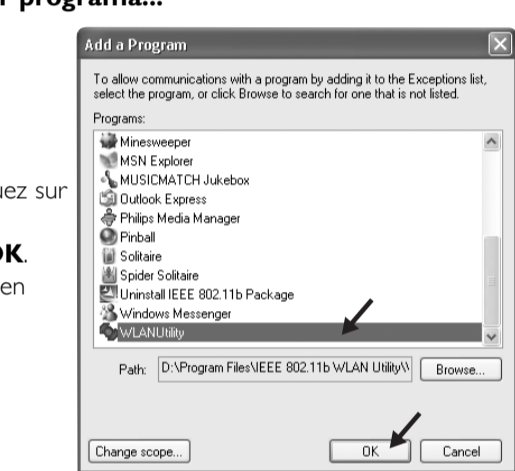 r programa...
Add a Program
To allow communications with a program by adding it to the Exceptions list,
select the program, or click Browse to search for one that is not listed.
Programs:
Minesweeper
MSN Explorer
MUSICMATCH Jukebox
Outlook Express
Philips Media Manager
Pinball
Solitaire
Spider Solitaire
Uninstall IEEE 802.11b Package
Windows Messenger
WLANUtility
Path: D:\Program Files\IEEE 802.11b WLAN Utility\\ Browse...
Change scope... OK Cancel
uez sur
OK.
en